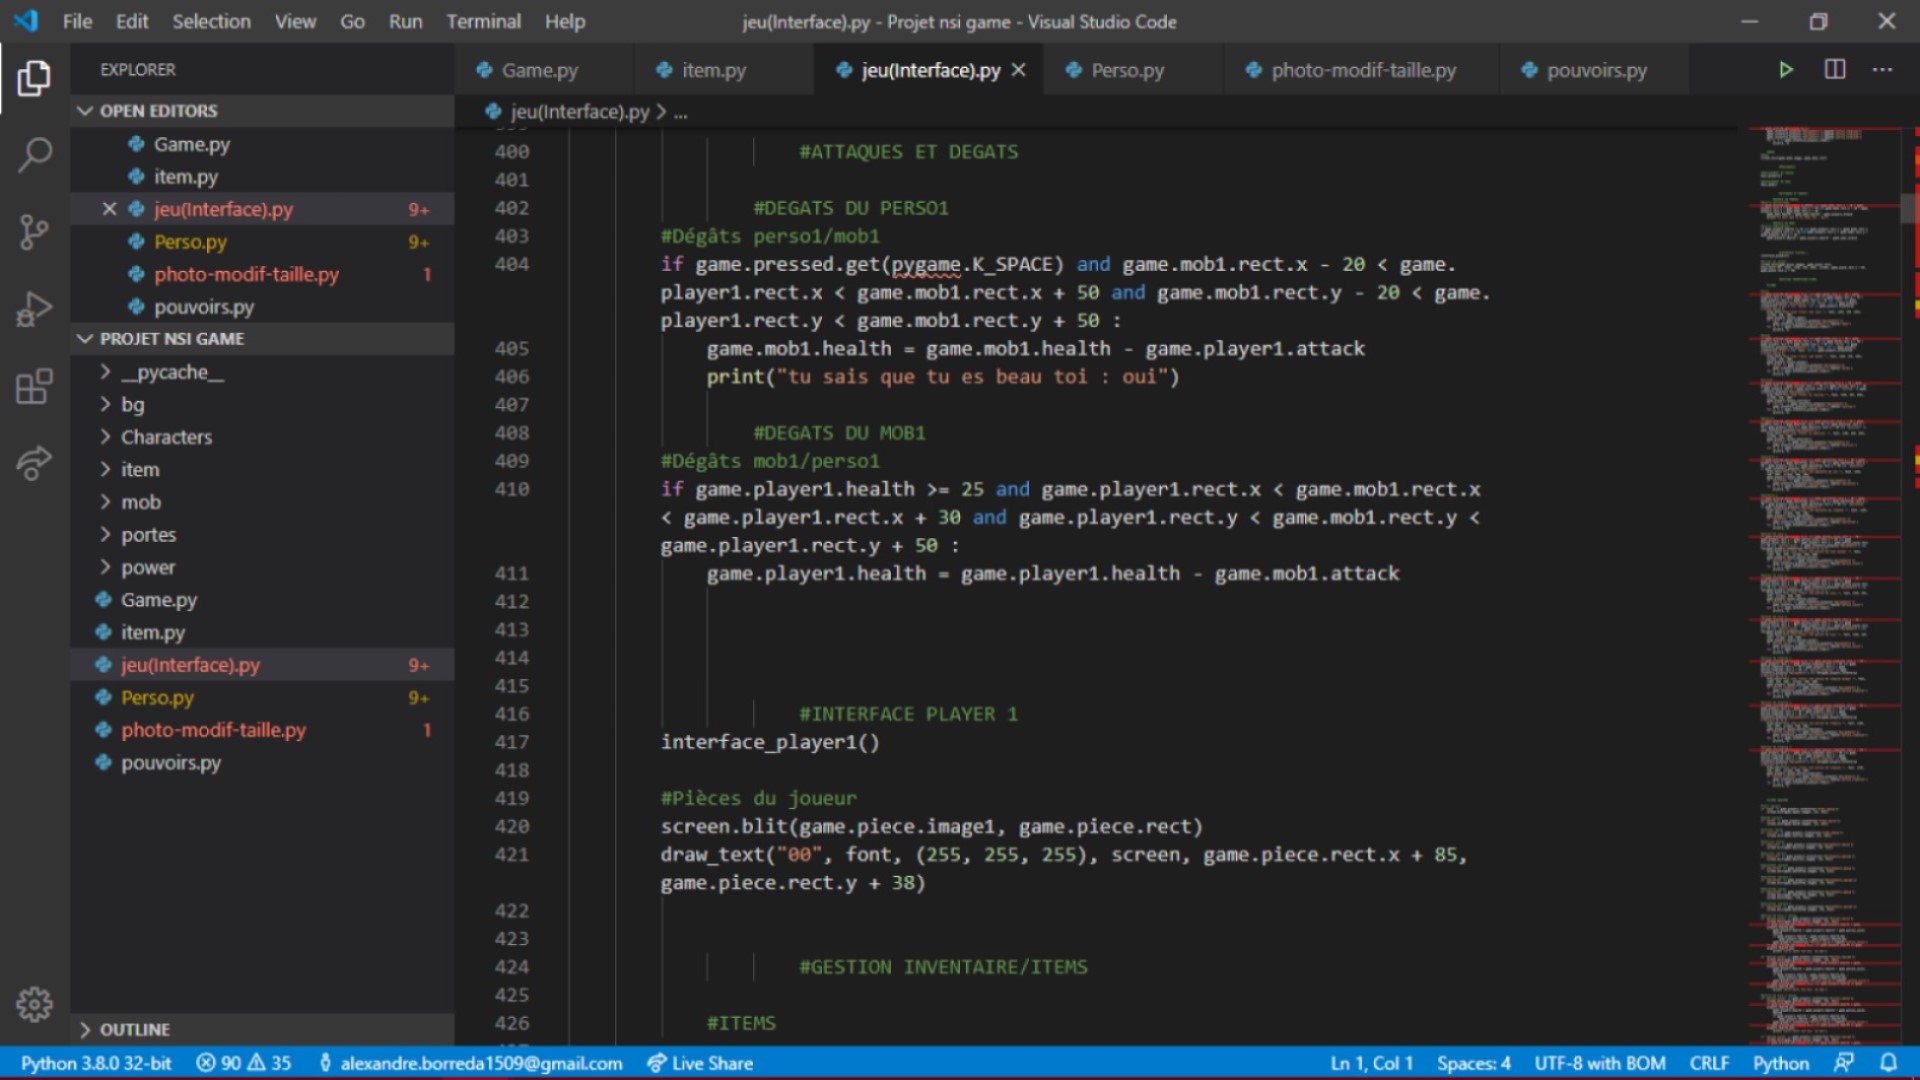 File Edit Selection View Go Run Terminal Help
jeu(Interface).py - Projet nsi game - Visual Studio Code
EXPLORER
OPEN EDITORS
Game.py
item.py
jeu(Interface).py 9+
Perso.py 9+
photo-modif-taille.py 1
pouvoirs.py
PROJET NSI GAME
__pycache__
bg
Characters
item
mob
portes
power
Game.py
item.py
jeu(Interface).py 9+
Perso.py 9+
photo-modif-taille.py 1
pouvoirs.py
OUTLINE
Game.py item.py jeu(Interface).py Perso.py photo-modif-taille.py pouvoirs.py
jeu(Interface).py > ...
400 #ATTAQUES ET DEGATS
401
402 #DEGATS DU PERSO1
403 #Dégâts perso1/mob1
404 if game.pressed.get(pygame.K_SPACE) and game.mob1.rect.x - 20 < game.
player1.rect.x < game.mob1.rect.x + 50 and game.mob1.rect.y - 20 < game.
player1.rect.y < game.mob1.rect.y + 50 :
405 game.mob1.health = game.mob1.health - game.player1.attack
406 print("tu sais que tu es beau toi : oui")
407
408 #DEGATS DU MOB1
409 #Dégâts mob1/perso1
410 if game.player1.health >= 25 and game.player1.rect.x < game.mob1.rect.x
< game.player1.rect.x + 30 and game.player1.rect.y < game.mob1.rect.y <
game.player1.rect.y + 50 :
411 game.player1.health = game.player1.health - game.mob1.attack
412
413
414
415
416 #INTERFACE PLAYER 1
417 interface_player1()
418
419 #Pièces du joueur
420 screen.blit(game.piece.image1, game.piece.rect)
421 draw_text("00", font, (255, 255, 255), screen, game.piece.rect.x + 85,
game.piece.rect.y + 38)
422
423
424 #GESTION INVENTAIRE/ITEMS
425
426 #ITEMS
Python 3.8.0 32-bit 90 35 alexandre.borreda1509@gmail.com Live Share Ln 1, Col 1 Spaces: 4 UTF-8 with BOM CRLF Python